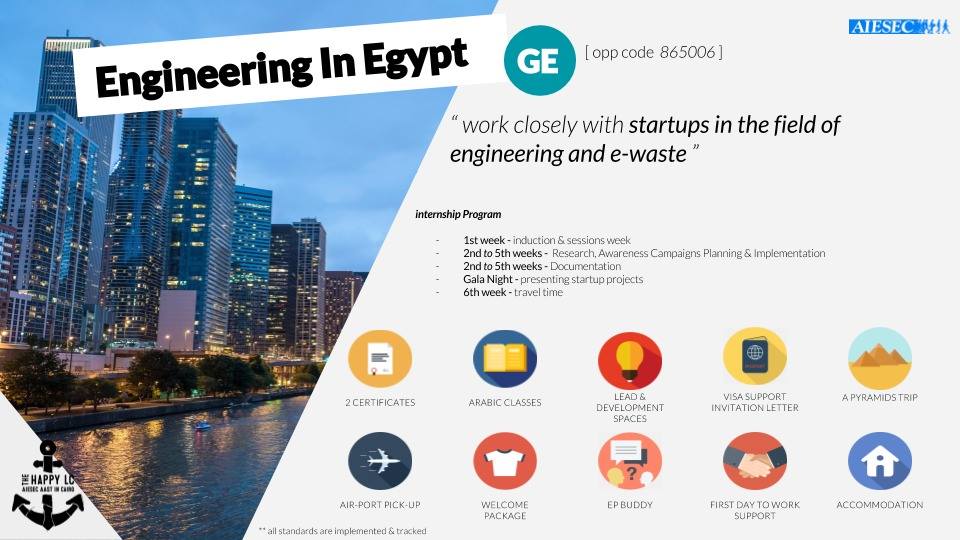 Engineering In Egypt
GE
[ opp code 865006 ]
AIESEC
“ work closely with startups in the field of
engineering and e-waste ”
internship Program
- 1st week - induction & sessions week
- 2nd to 5th weeks - Research, Awareness Campaigns Planning & Implementation
- 2nd to 5th weeks - Documentation
- Gala Night - presenting startup projects
- 6th week - travel time
2 CERTIFICATES
ARABIC CLASSES
LEAD &
DEVELOPMENT
SPACES
VISA SUPPORT
INVITATION LETTER
A PYRAMIDS TRIP
AIR-PORT PICK-UP
WELCOME
PACKAGE
EP BUDDY
FIRST DAY TO WORK
SUPPORT
ACCOMMODATION
THE HAPPY LC
AIESEC AAST IN CAIRO
** all standards are implemented & tracked